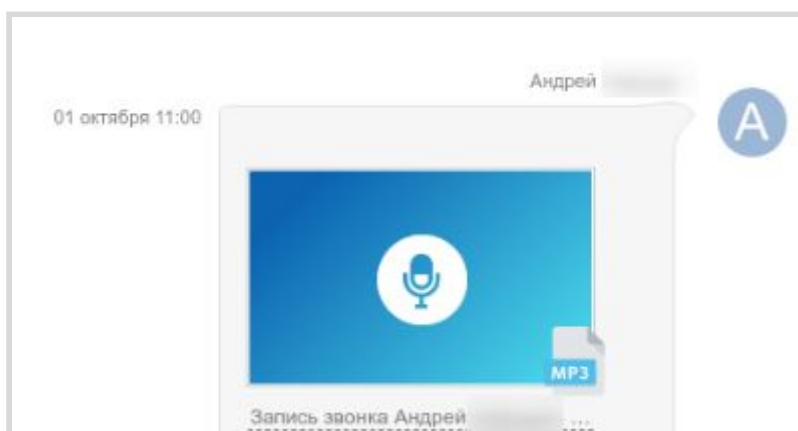 Андрей
01 октября 11:00
A
MP3
Запись звонка Андрей ...